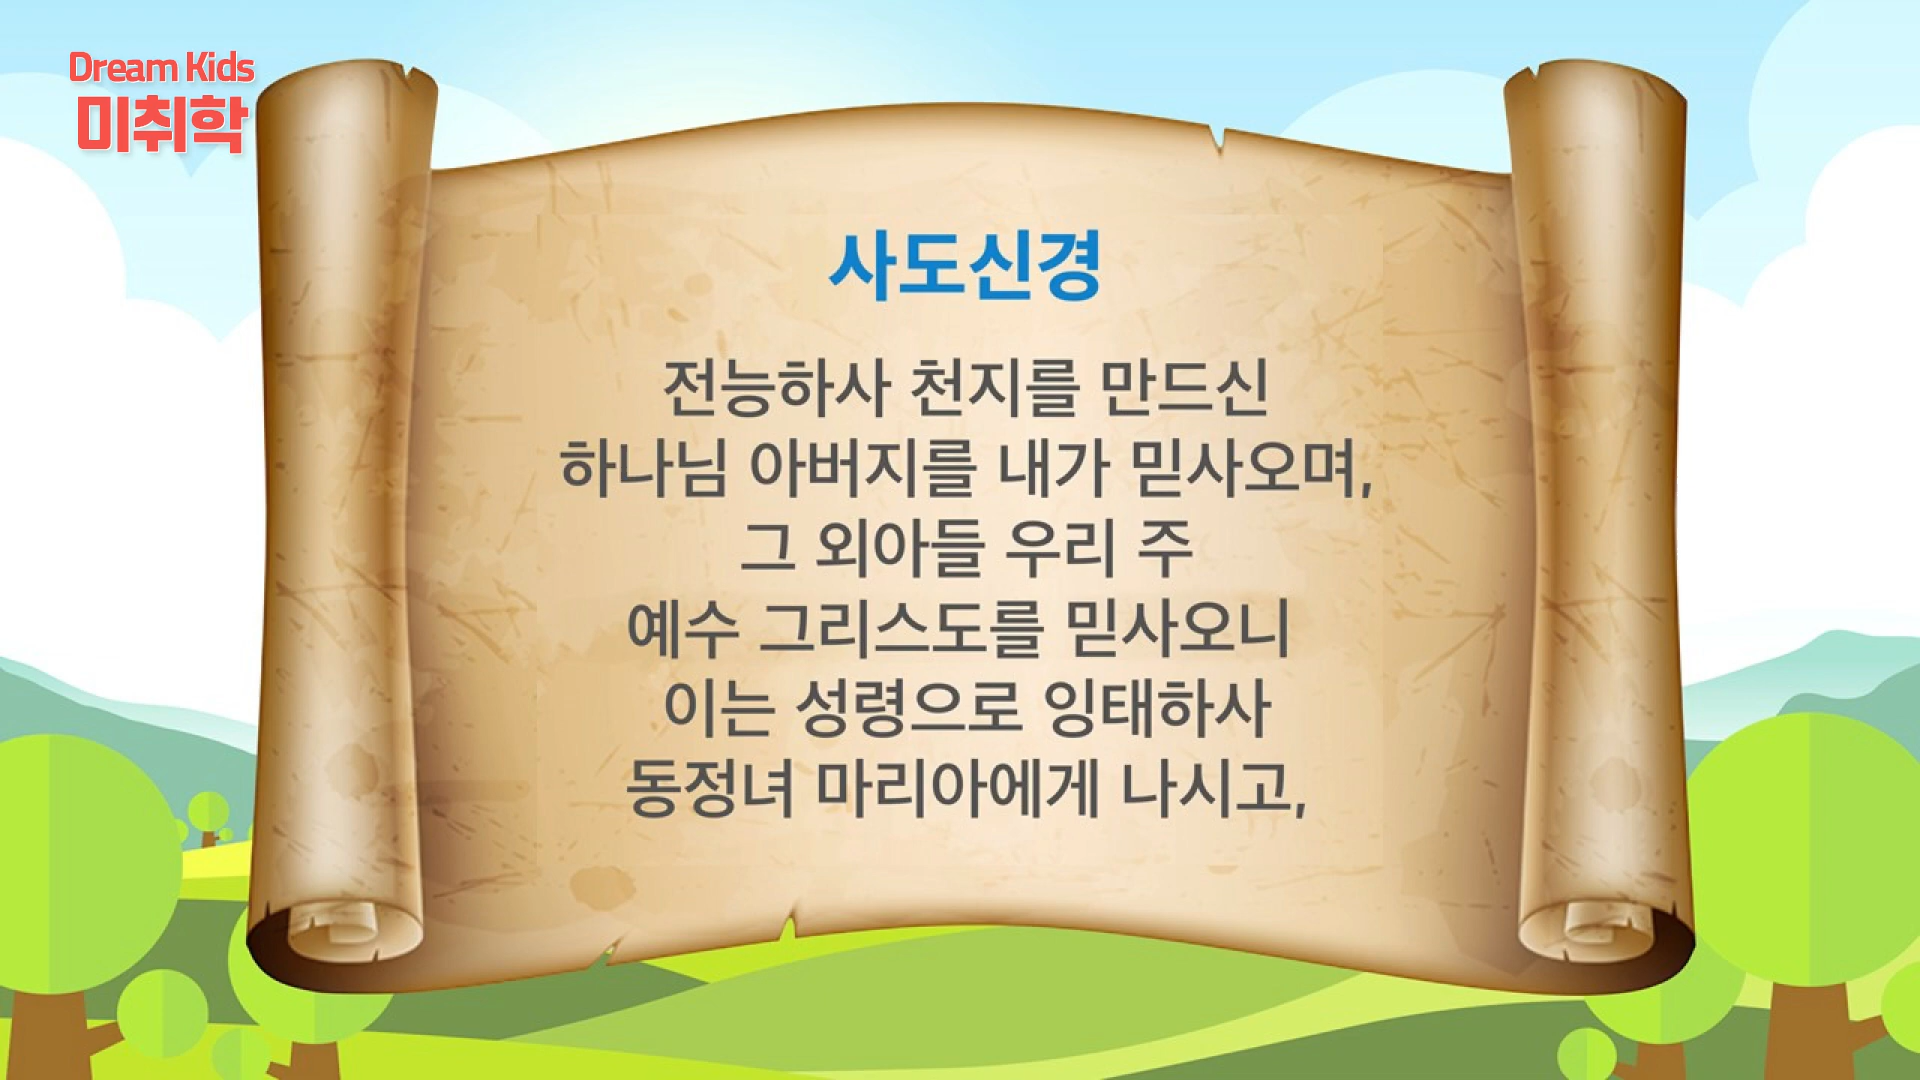 Dream Kids
미취학
사도신경
전능하사 천지를 만드신
하나님 아버지를 내가 믿사오며,
그 외아들 우리 주
예수 그리스도를 믿사오니
이는 성령으로 잉태하사
동정녀 마리아에게 나시고,